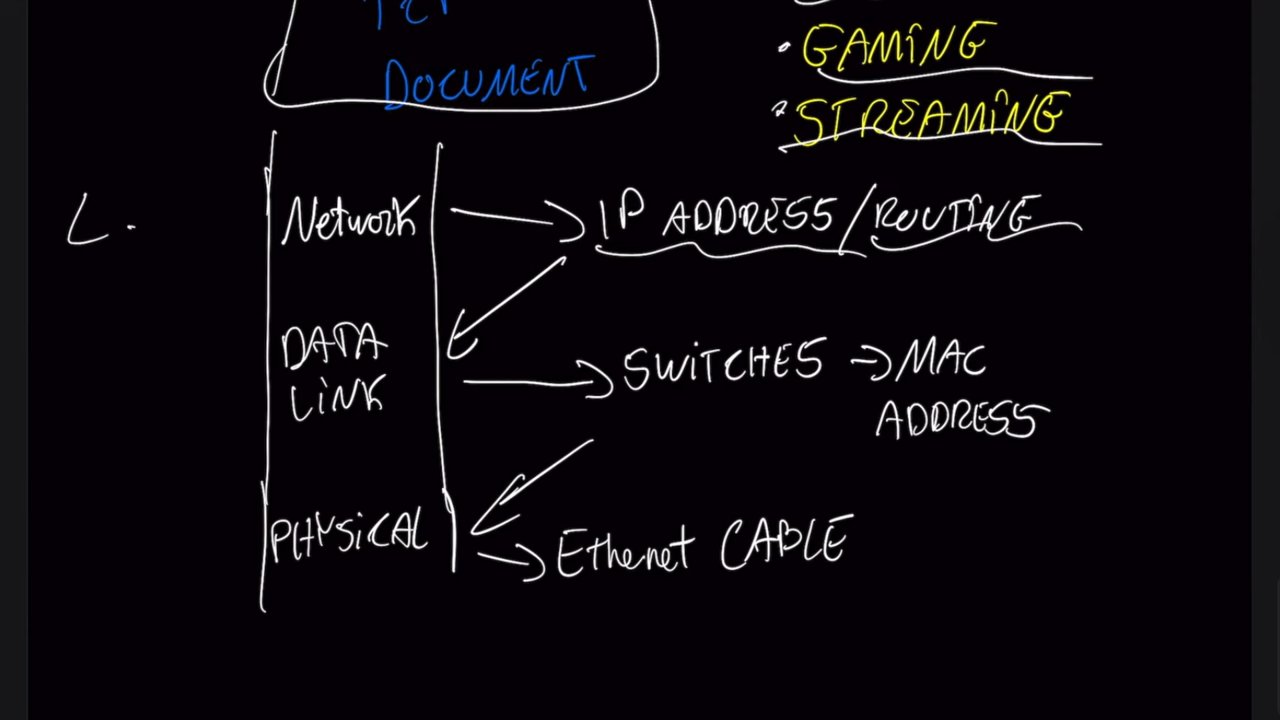 DOCUMENT
GAMING
STREAMING
L.
Network → IP ADDRESS/ROUTING
DATA
LINK
SWITCHES → MAC
ADDRESS
PHYSICAL → Ethernet CABLE